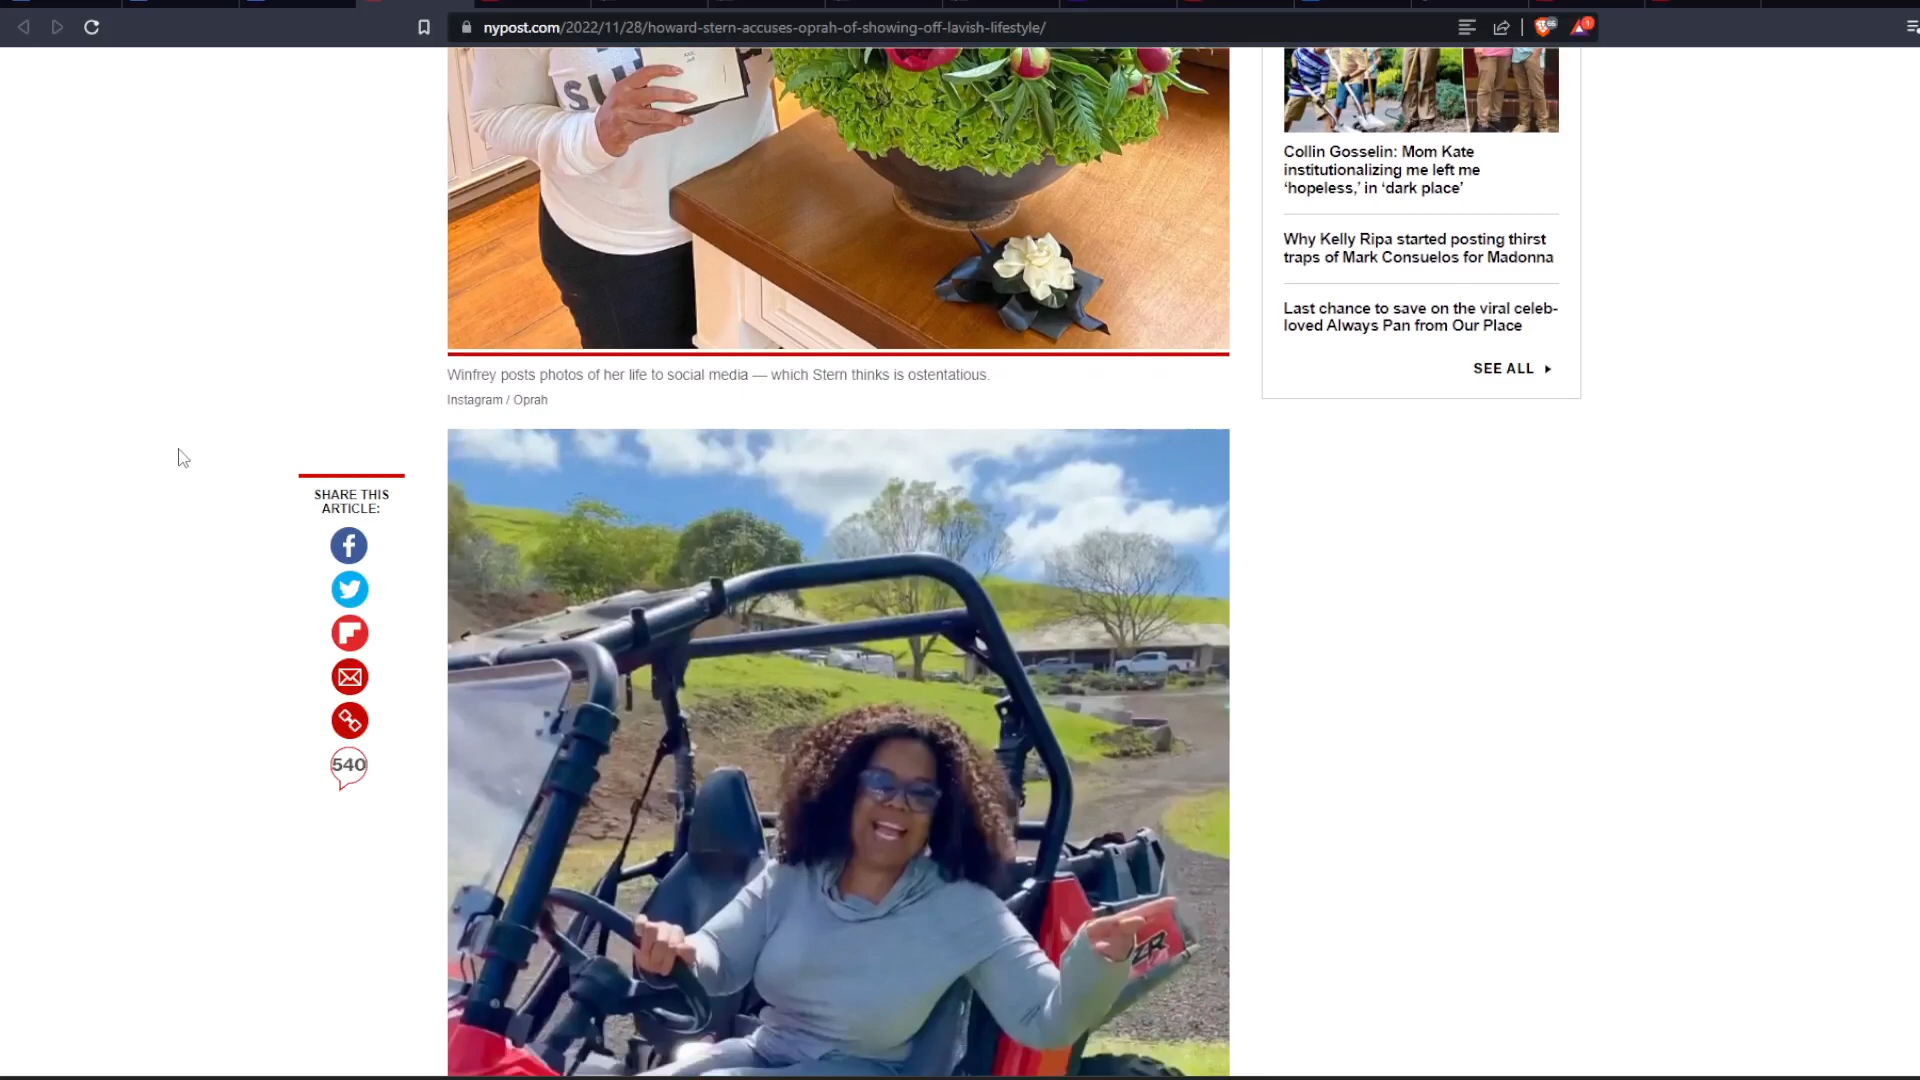 nypost.com/2022/11/28/howard-stern-accuses-oprah-of-showing-off-lavish-lifestyle/
Collin Gosselin: Mom Kate
institutionalizing me left me
‘hopeless,’ in ‘dark place’
Why Kelly Ripa started posting thirst
traps of Mark Consuelos for Madonna
Last chance to save on the viral celeb-
loved Always Pan from Our Place
SEE ALL
Winfrey posts photos of her life to social media — which Stern thinks is ostentatious.
Instagram / Oprah
SHARE THIS
ARTICLE:
540